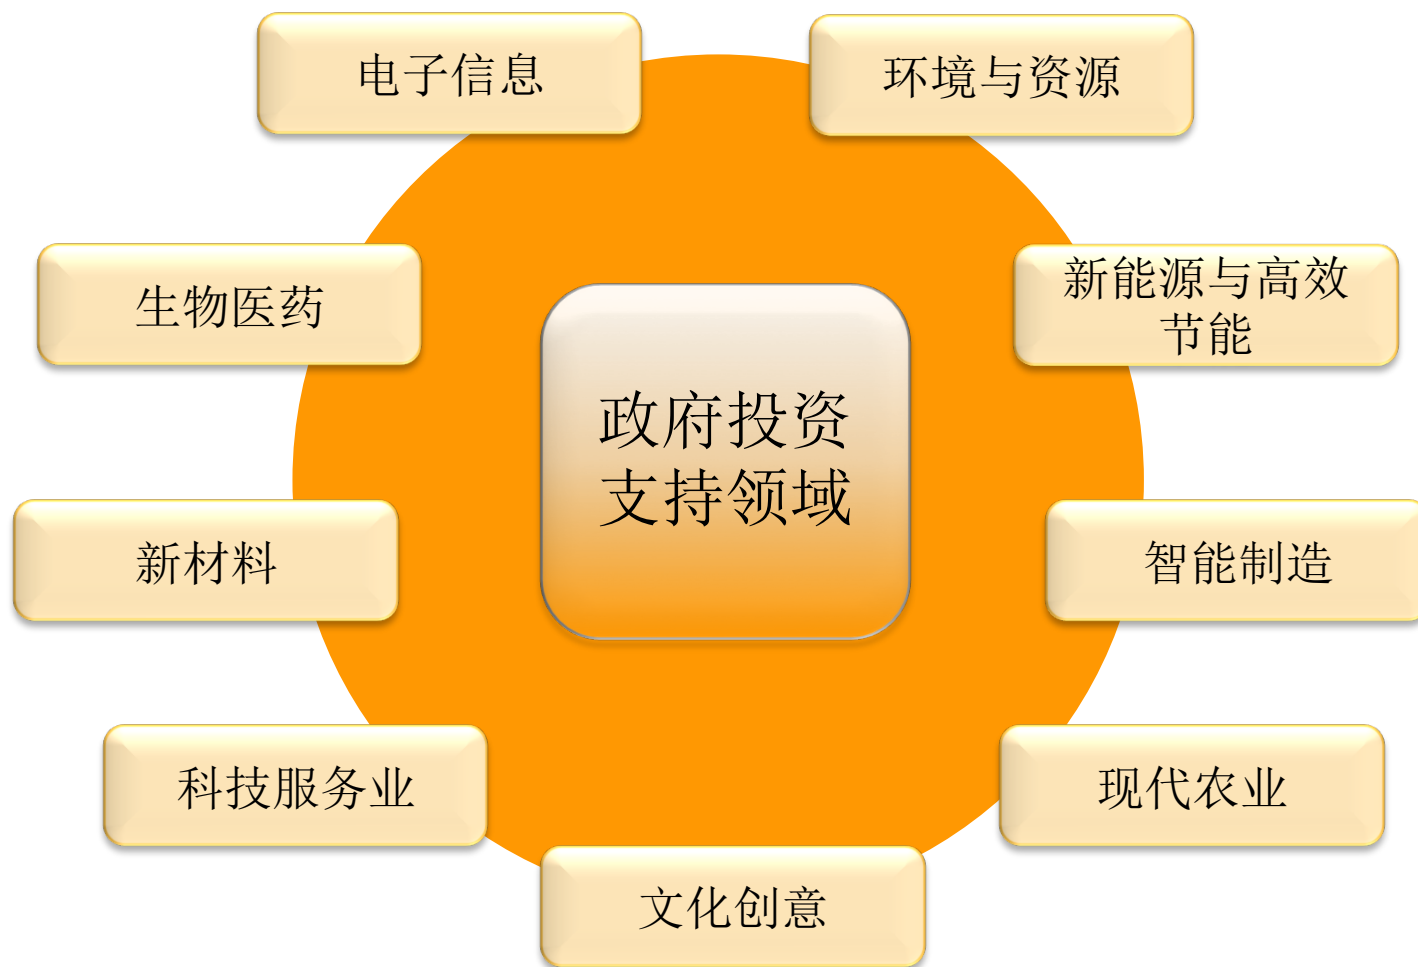 电子信息
环境与资源
生物医药
新能源与高效
节能
政府投资
支持领域
新材料
智能制造
科技服务业
现代农业
文化创意